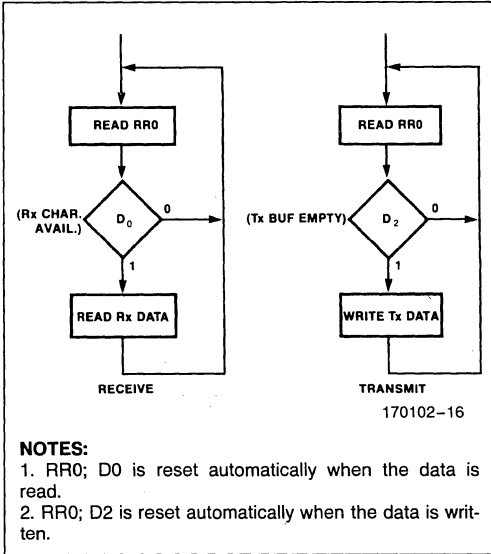 READ RR0
D0
0
(Rx CHAR.
AVAIL.)
1
READ Rx DATA
RECEIVE
READ RR0
(Tx BUF EMPTY)
D2
0
1
WRITE Tx DATA
TRANSMIT
170102–16
NOTES:
1. RR0; D0 is reset automatically when the data is
read.
2. RR0; D2 is reset automatically when the data is writ-
ten.